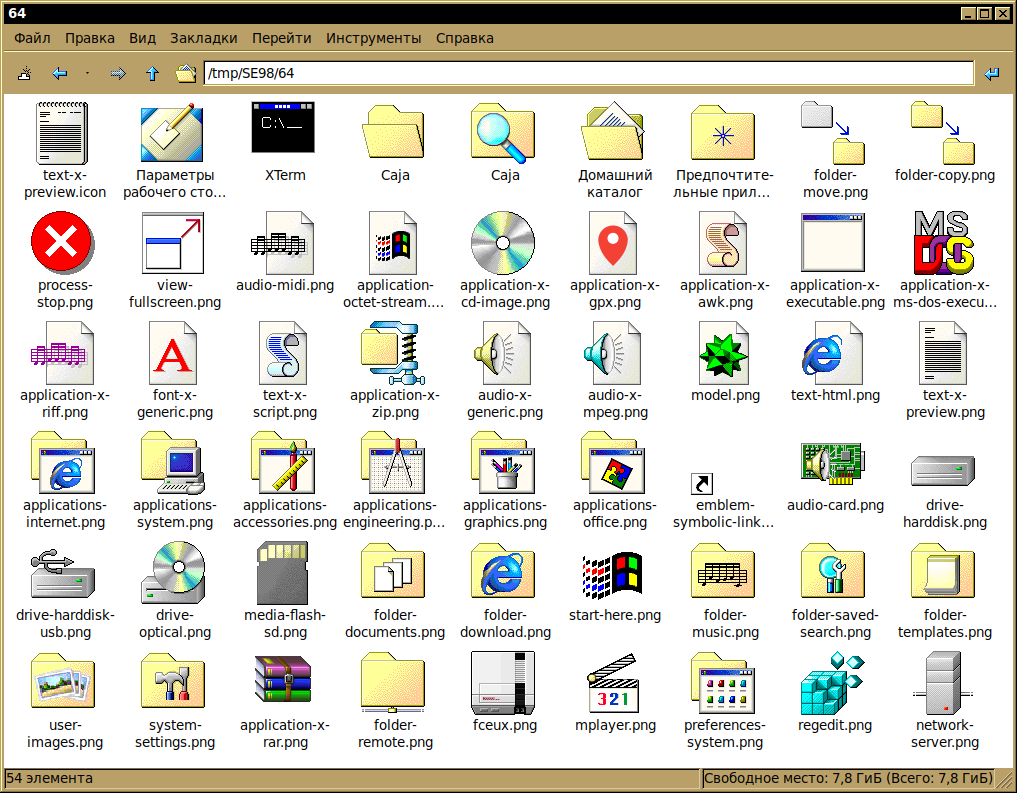 64
Файл Правка Вид Закладки Перейти Инструменты Справка
/tmp/SE98/64
C:\__
text-x-
preview.icon
Параметры
рабочего сто...
XTerm
Caja
Caja
Домашний
каталог
Предпочтите-
льные прил...
folder-
move.png
folder-copy.png
process-
stop.png
view-
fullscreen.png
audio-midi.png
application-
octet-stream....
application-x-
cd-image.png
application-x-
gpx.png
application-x-
awk.png
application-x-
executable.png
MS
DOS
application-x-
ms-dos-execu...
application-x-
riff.png
A
font-x-
generic.png
text-x-
script.png
application-x-
zip.png
audio-x-
generic.png
audio-x-
mpeg.png
model.png
text-html.png
text-x-
preview.png
applications-
internet.png
applications-
system.png
applications-
accessories.png
applications-
engineering.p...
applications-
graphics.png
applications-
office.png
emblem-
symbolic-link...
audio-card.png
drive-
harddisk.png
drive-harddisk-
usb.png
drive-
optical.png
media-flash-
sd.png
folder-
documents.png
folder-
download.png
start-here.png
folder-
music.png
folder-saved-
search.png
folder-
templates.png
user-
images.png
system-
settings.png
application-x-
rar.png
folder-
remote.png
fceux.png
321
mplayer.png
preferences-
system.png
regedit.png
network-
server.png
54 элемента
Свободное место: 7,8 ГиБ (Всего: 7,8 ГиБ)